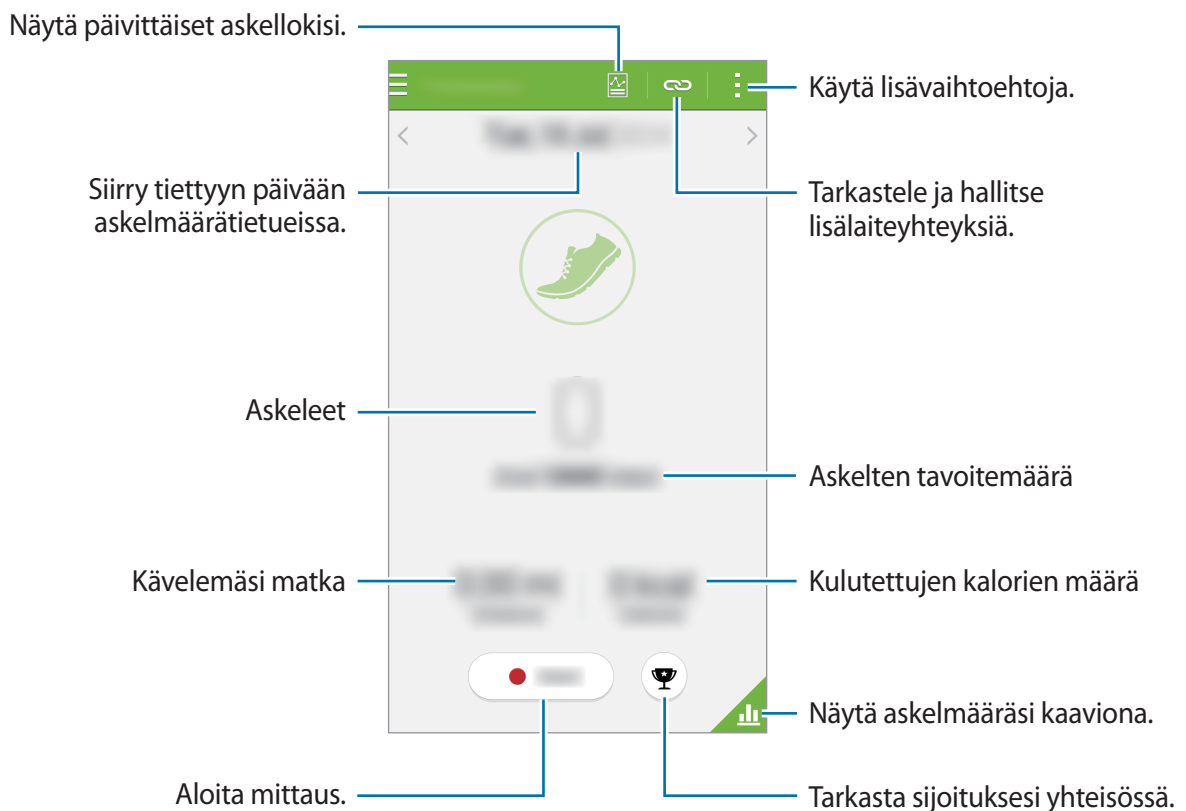 Näytä päivittäiset askellokisi.
Käytä lisävaihtoehtoja.
Siirry tiettyyn päivään
askelmäärätietueissa.
Tarkastele ja hallitse
lisälaiteyhteyksiä.
Askeleet
Askelten tavoitemäärä
Kävelemäsi matka
Kulutettujen kalorien määrä
Näytä askelmääräsi kaaviona.
Aloita mittaus.
Tarkasta sijoituksesi yhteisössä.